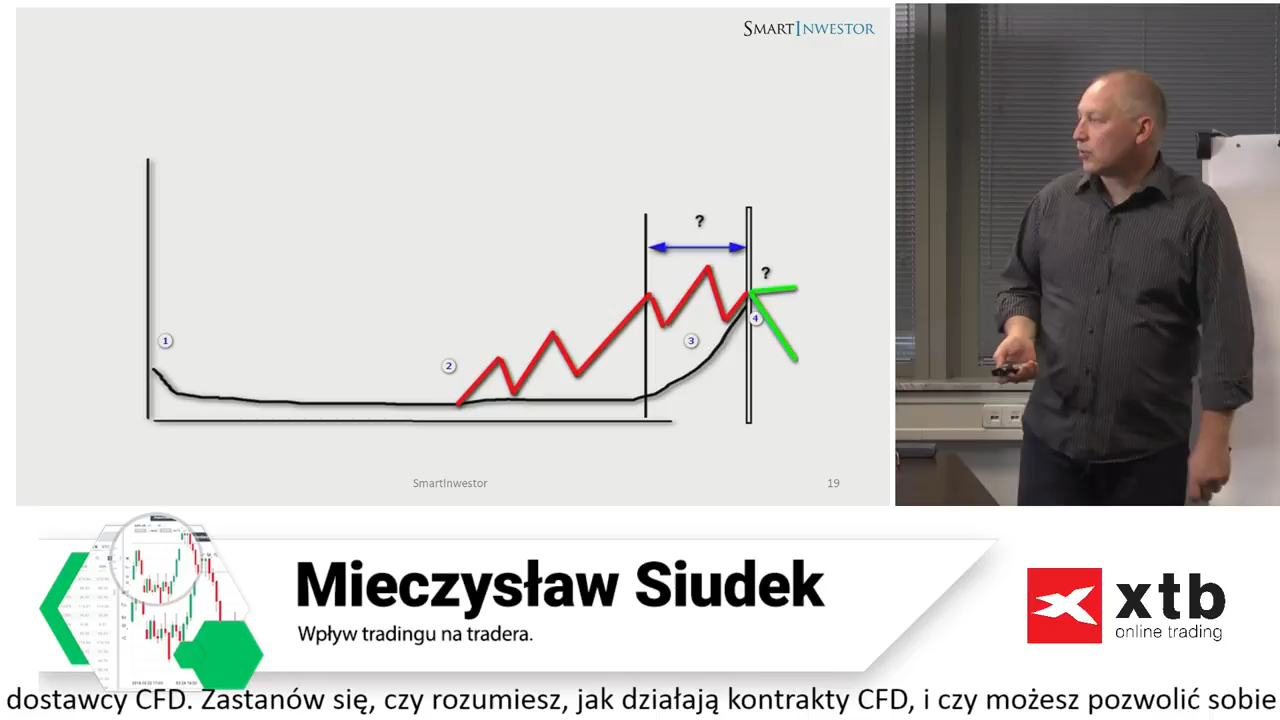 SMARTINWESTOR
?
?
1
2
3
4
SmartInwestor
19
Mieczysław Siudek
Wpływ tradingu na tradera.
xtb
online trading
dostawcy CFD. Zastanów się, czy rozumiesz, jak działają kontrakty CFD, i czy możesz pozwolić sobie